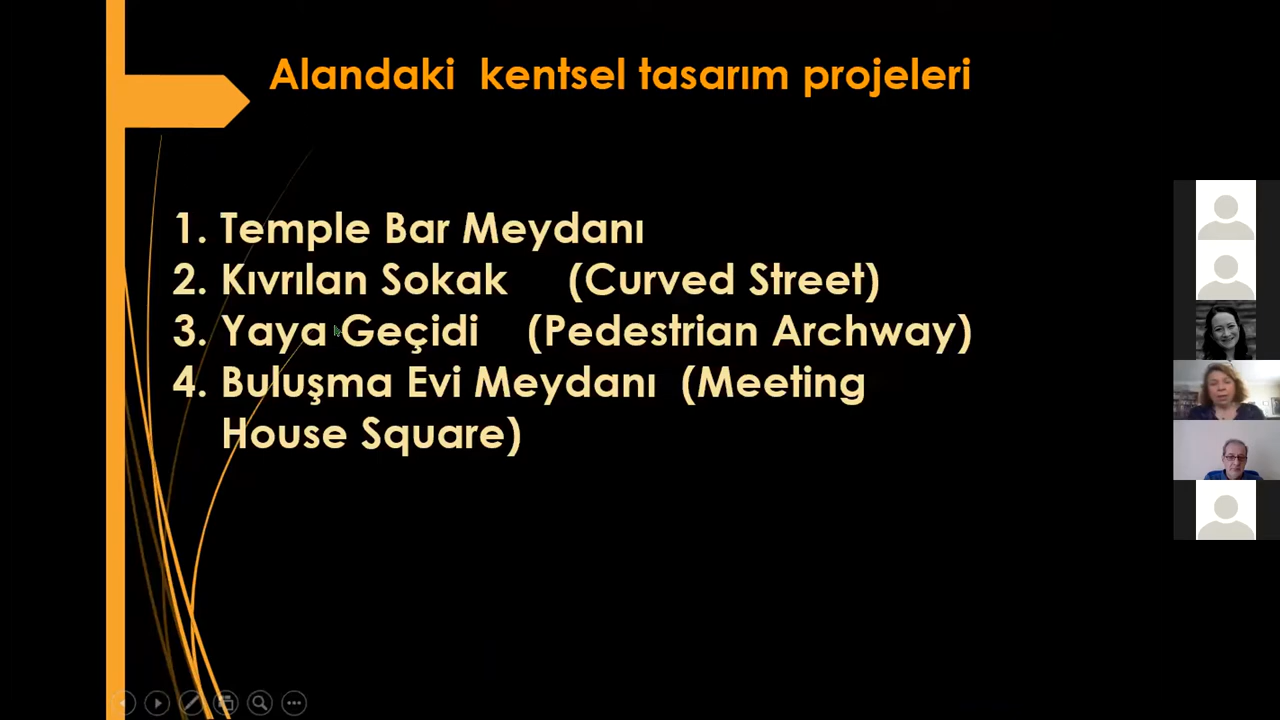 Alandaki kentsel tasarım projeleri
1. Temple Bar Meydanı
2. Kıvrılan Sokak (Curved Street)
3. Yaya Geçidi (Pedestrian Archway)
4. Buluşma Evi Meydanı (Meeting
House Square)